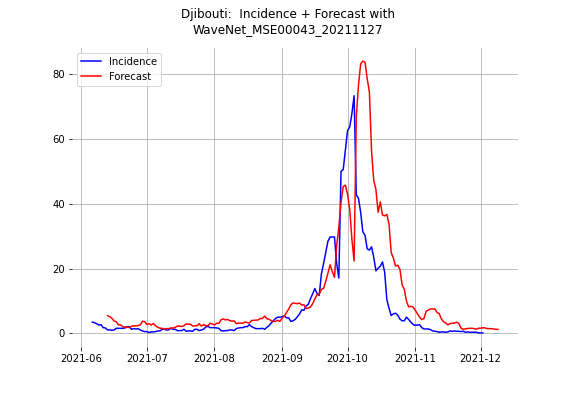 Djibouti:  Incidence + Forecast with
WaveNet_MSE00043_20211127
Incidence
Forecast
80
60
40
20
0
2021-06 2021-07 2021-08 2021-09 2021-10 2021-11 2021-12